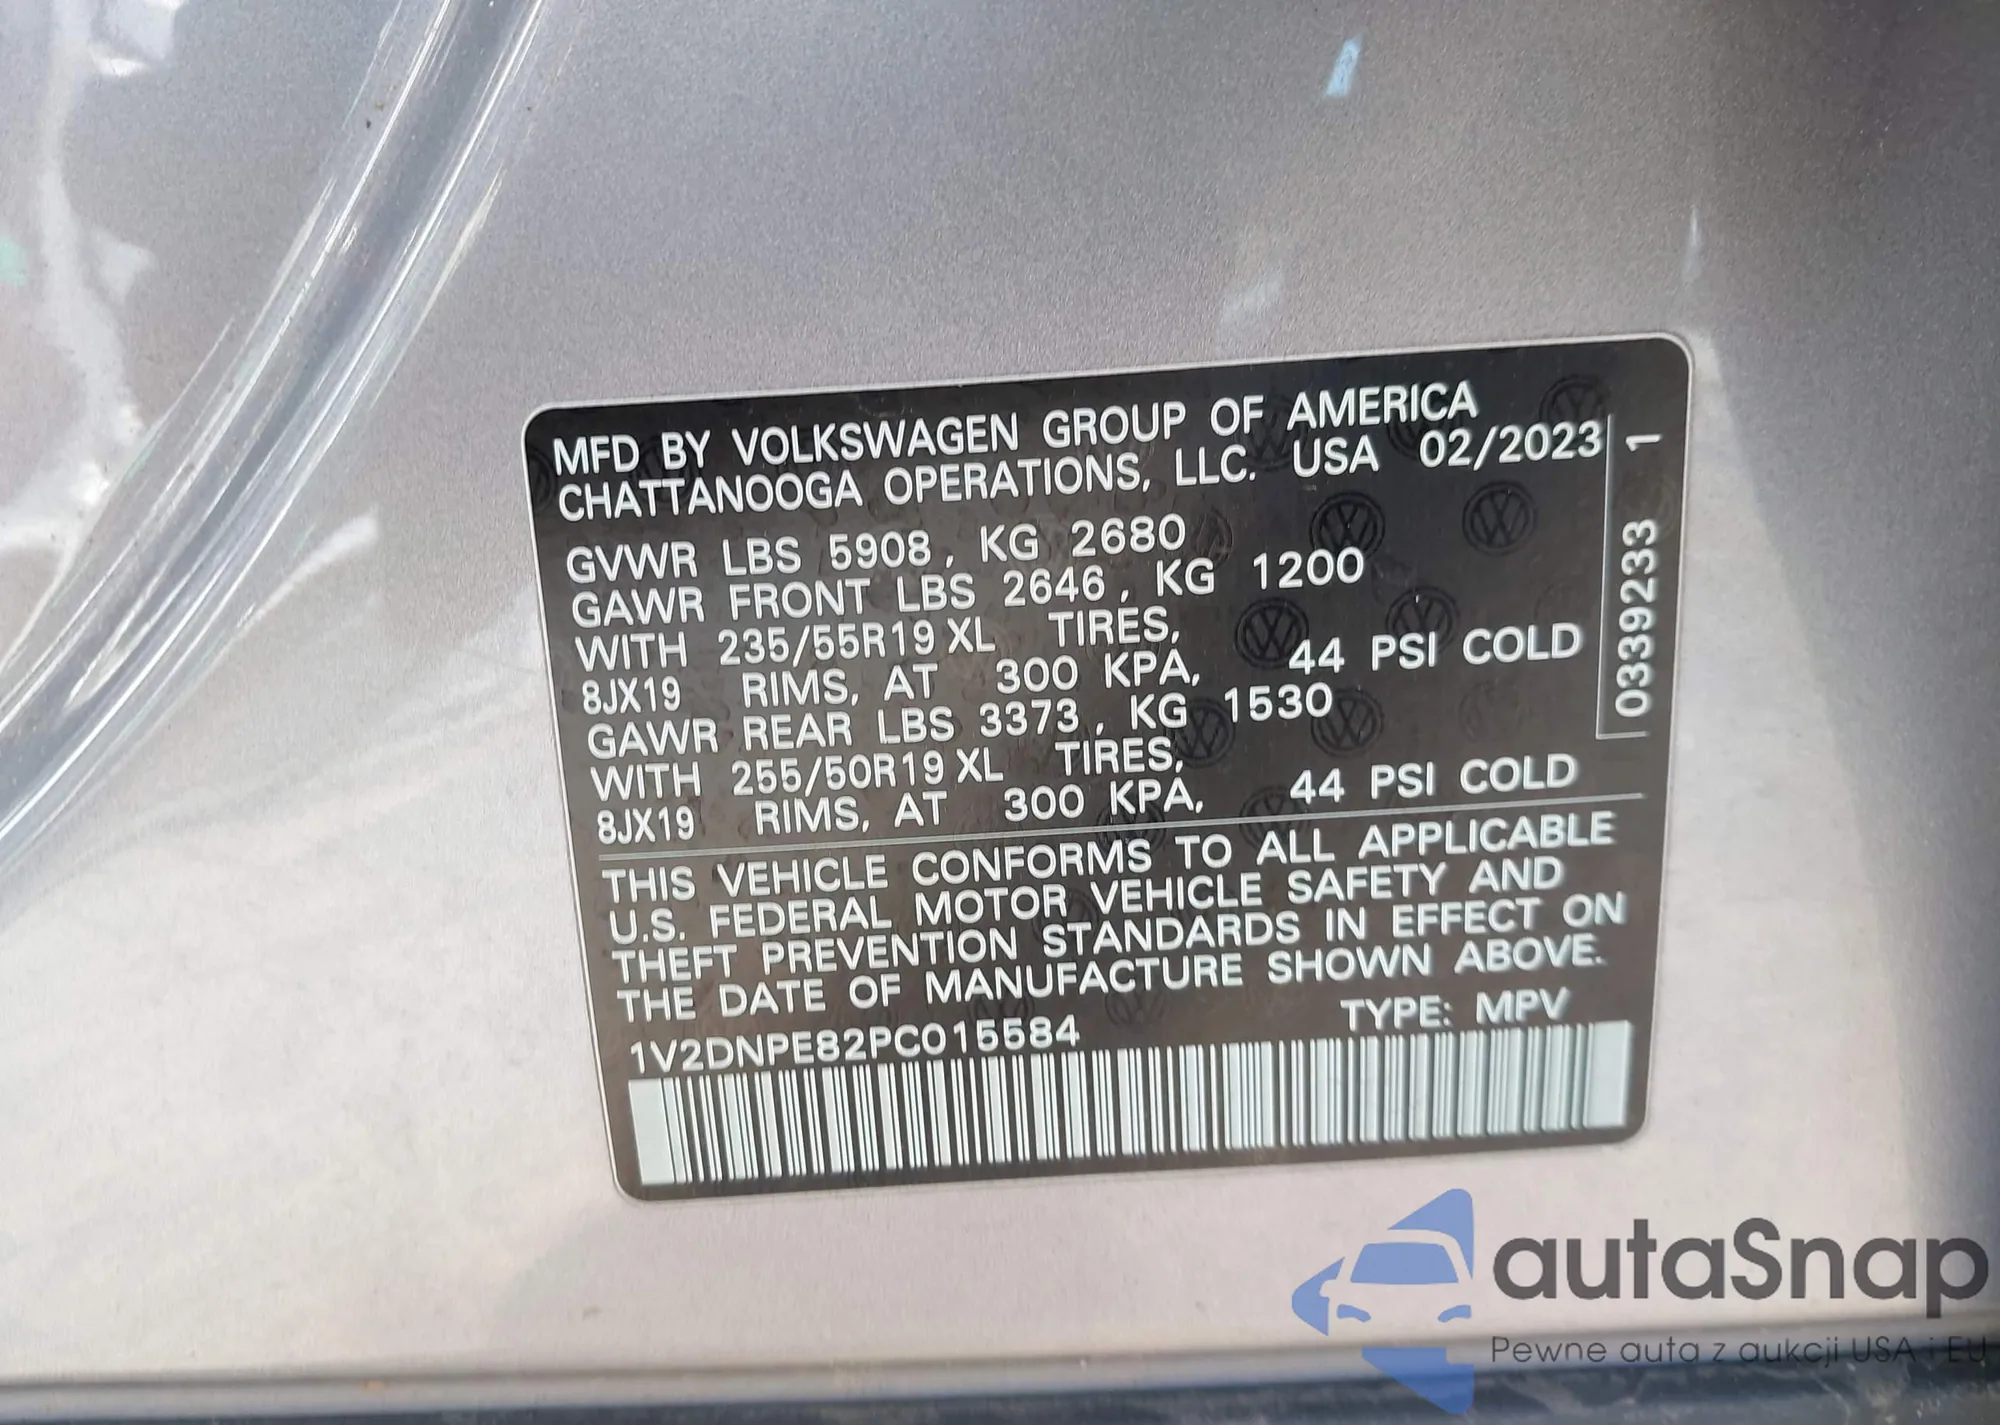 MFD BY VOLKSWAGEN GROUP OF AMERICA
CHATTANOOGA OPERATIONS, LLC. USA 02/2023
GVWR LBS 5908, KG 2680
GAWR FRONT LBS 2646, KG 1200
WITH 235/55R19 XL TIRES,
8JX19 RIMS, AT 300 KPA, 44 PSI COLD
GAWR REAR LBS 3373, KG 1530
WITH 255/50R19 XL TIRES,
8JX19 RIMS, AT 300 KPA, 44 PSI COLD
0339233 1
THIS VEHICLE CONFORMS TO ALL APPLICABLE
U.S. FEDERAL MOTOR VEHICLE SAFETY AND
THEFT PREVENTION STANDARDS IN EFFECT ON
THE DATE OF MANUFACTURE SHOWN ABOVE.
1V2DNPE82PC015584 TYPE: MPV
autaSnap
Pewne auta z aukcji USA i EU